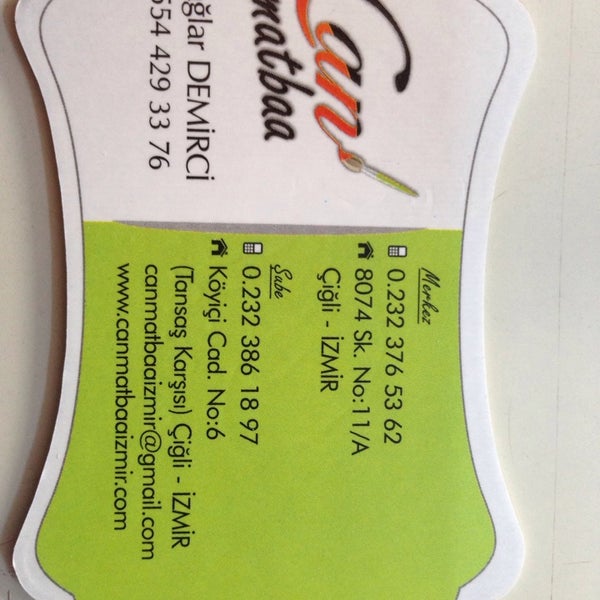 Can
matbaa
ğlar DEMİRCİ
554 429 33 76
Merkez
0.232 376 53 62
8074 Sk. No:11/A
Çiğli - İZMİR
Şube
0.232 386 18 97
Köyiçi Cad. No:6
(Tansaş Karşısı) Çiğli - İZMİR
canmatbaaizmir@gmail.com
www.canmatbaaizmir.com